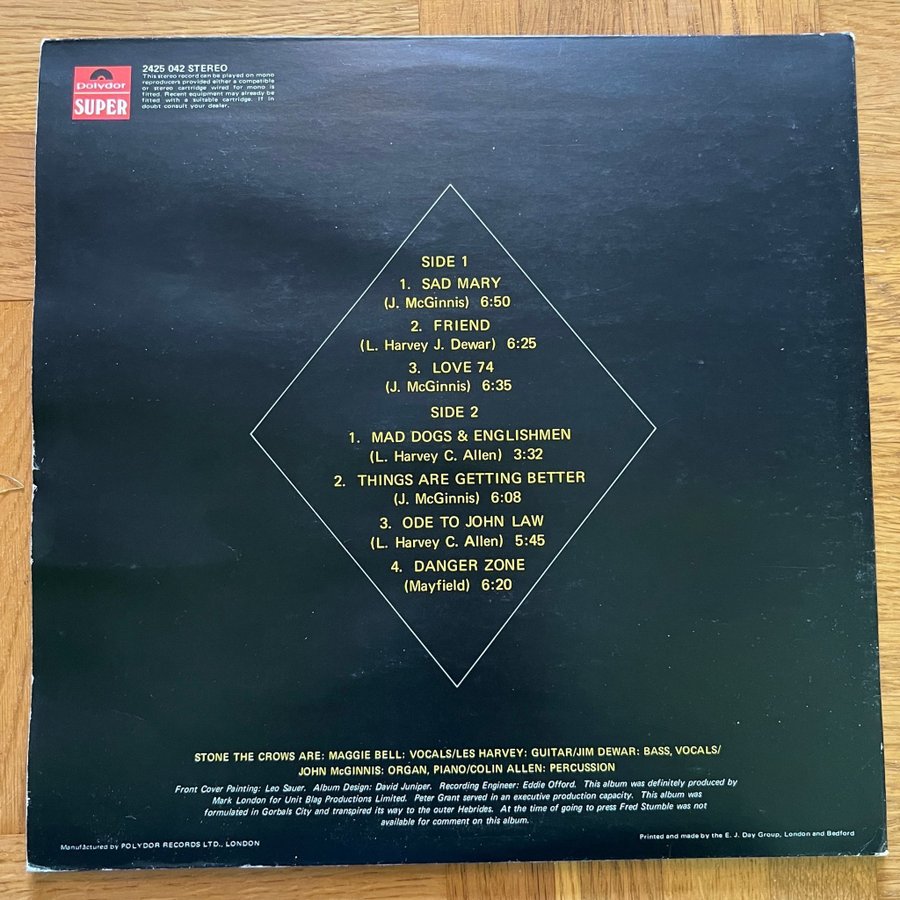 polydor
SUPER
2425 042 STEREO
This stereo record can be played on mono
reproducers provided either a compatible
or stereo cartridge wired for mono is
fitted. Recent equipment may already be
fitted with a suitable cartridge. If in
doubt consult your dealer.
SIDE 1
1. SAD MARY
(J. McGinnis) 6:50
2. FRIEND
(L. Harvey J. Dewar) 6:25
3. LOVE 74
(J. McGinnis) 6:35
SIDE 2
1. MAD DOGS & ENGLISHMEN
(L. Harvey C. Allen) 3:32
2. THINGS ARE GETTING BETTER
(J. McGinnis) 6:08
3. ODE TO JOHN LAW
(L. Harvey C. Allen) 5:45
4. DANGER ZONE
(Mayfield) 6:20
STONE THE CROWS ARE: MAGGIE BELL: VOCALS/LES HARVEY: GUITAR/JIM DEWAR: BASS, VOCALS/
JOHN McGINNIS: ORGAN, PIANO/COLIN ALLEN: PERCUSSION
Front Cover Painting: Leo Sauer. Album Design: David Juniper. Recording Engineer: Eddie Offord. This album was definitely produced by
Mark London for Unit Blag Productions Limited. Peter Grant served in an executive production capacity. This album was
formulated in Gorbals City and transpired its way to the outer Hebrides. At the time of going to press Fred Stumble was not
available for comment on this album.
Printed and made by the E. J. Day Group, London and Bedford
Manufactured by POLYDOR RECORDS LTD., LONDON